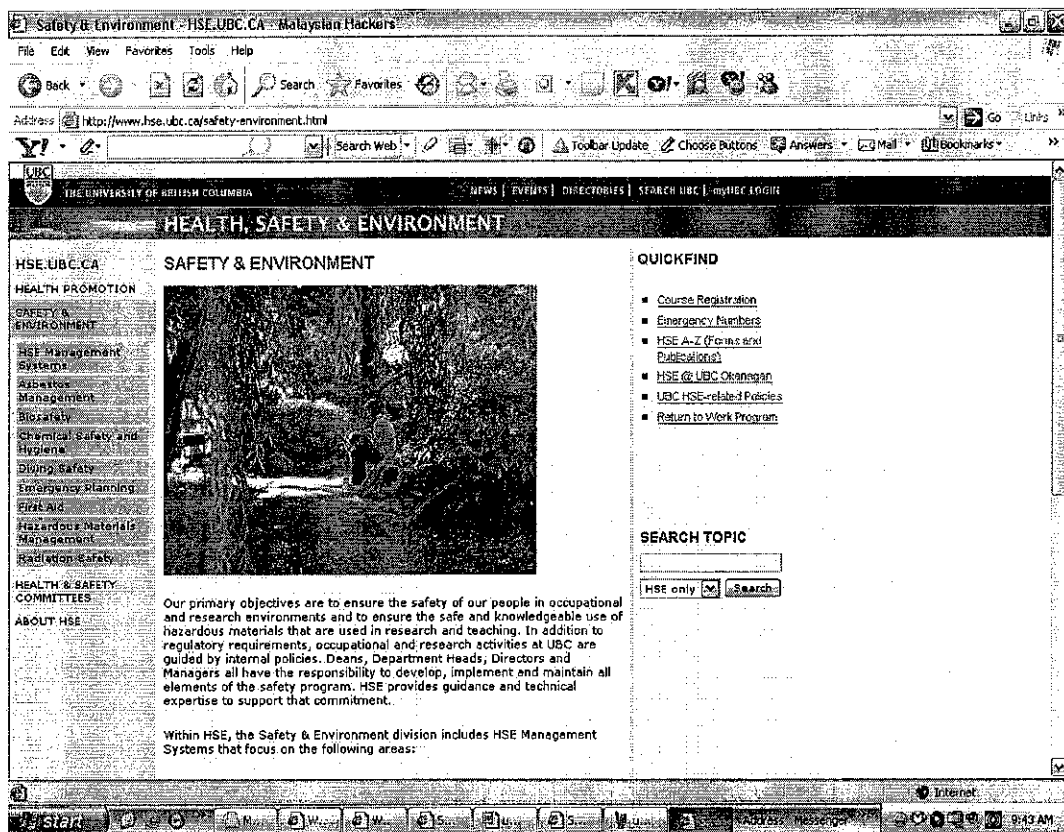 Safety & Environment - HSE.UBC.CA - Malaysian Hackers
File Edit View Favorites Tools Help
Back Search Favorites
Address http://www.hse.ubc.ca/safety-environment.html Go Links
Y! Search Web Toolbar Update Choose Buttons Answers Mail Bookmarks
UBC
THE UNIVERSITY OF BRITISH COLUMBIA NEWS | EVENTS | DIRECTORIES | SEARCH UBC | myUBC LOGIN
HEALTH, SAFETY & ENVIRONMENT
HSE.UBC.CA
HEALTH PROMOTION
SAFETY &
ENVIRONMENT
HSE Management
Systems
Asbestos
Management
Biosafety
Chemical Safety and
Hygiene
Diving Safety
Emergency Planning
First Aid
Hazardous Materials
Management
Radiation Safety
HEALTH & SAFETY
COMMITTEES
ABOUT HSE
SAFETY & ENVIRONMENT
Our primary objectives are to ensure the safety of our people in occupational
and research environments and to ensure the safe and knowledgeable use of
hazardous materials that are used in research and teaching. In addition to
regulatory requirements, occupational and research activities at UBC are
guided by internal policies. Deans, Department Heads, Directors and
Managers all have the responsibility to develop, implement and maintain all
elements of the safety program. HSE provides guidance and technical
expertise to support that commitment.
Within HSE, the Safety & Environment division includes HSE Management
Systems that focus on the following areas:
QUICKFIND
Course Registration
Emergency Numbers
HSE A-Z (Forms and
Publications)
HSE @ UBC Okanagan
UBC HSE-related Policies
Return to Work Program
SEARCH TOPIC
HSE only Search
Internet
start Address Messenger 9:43 AM